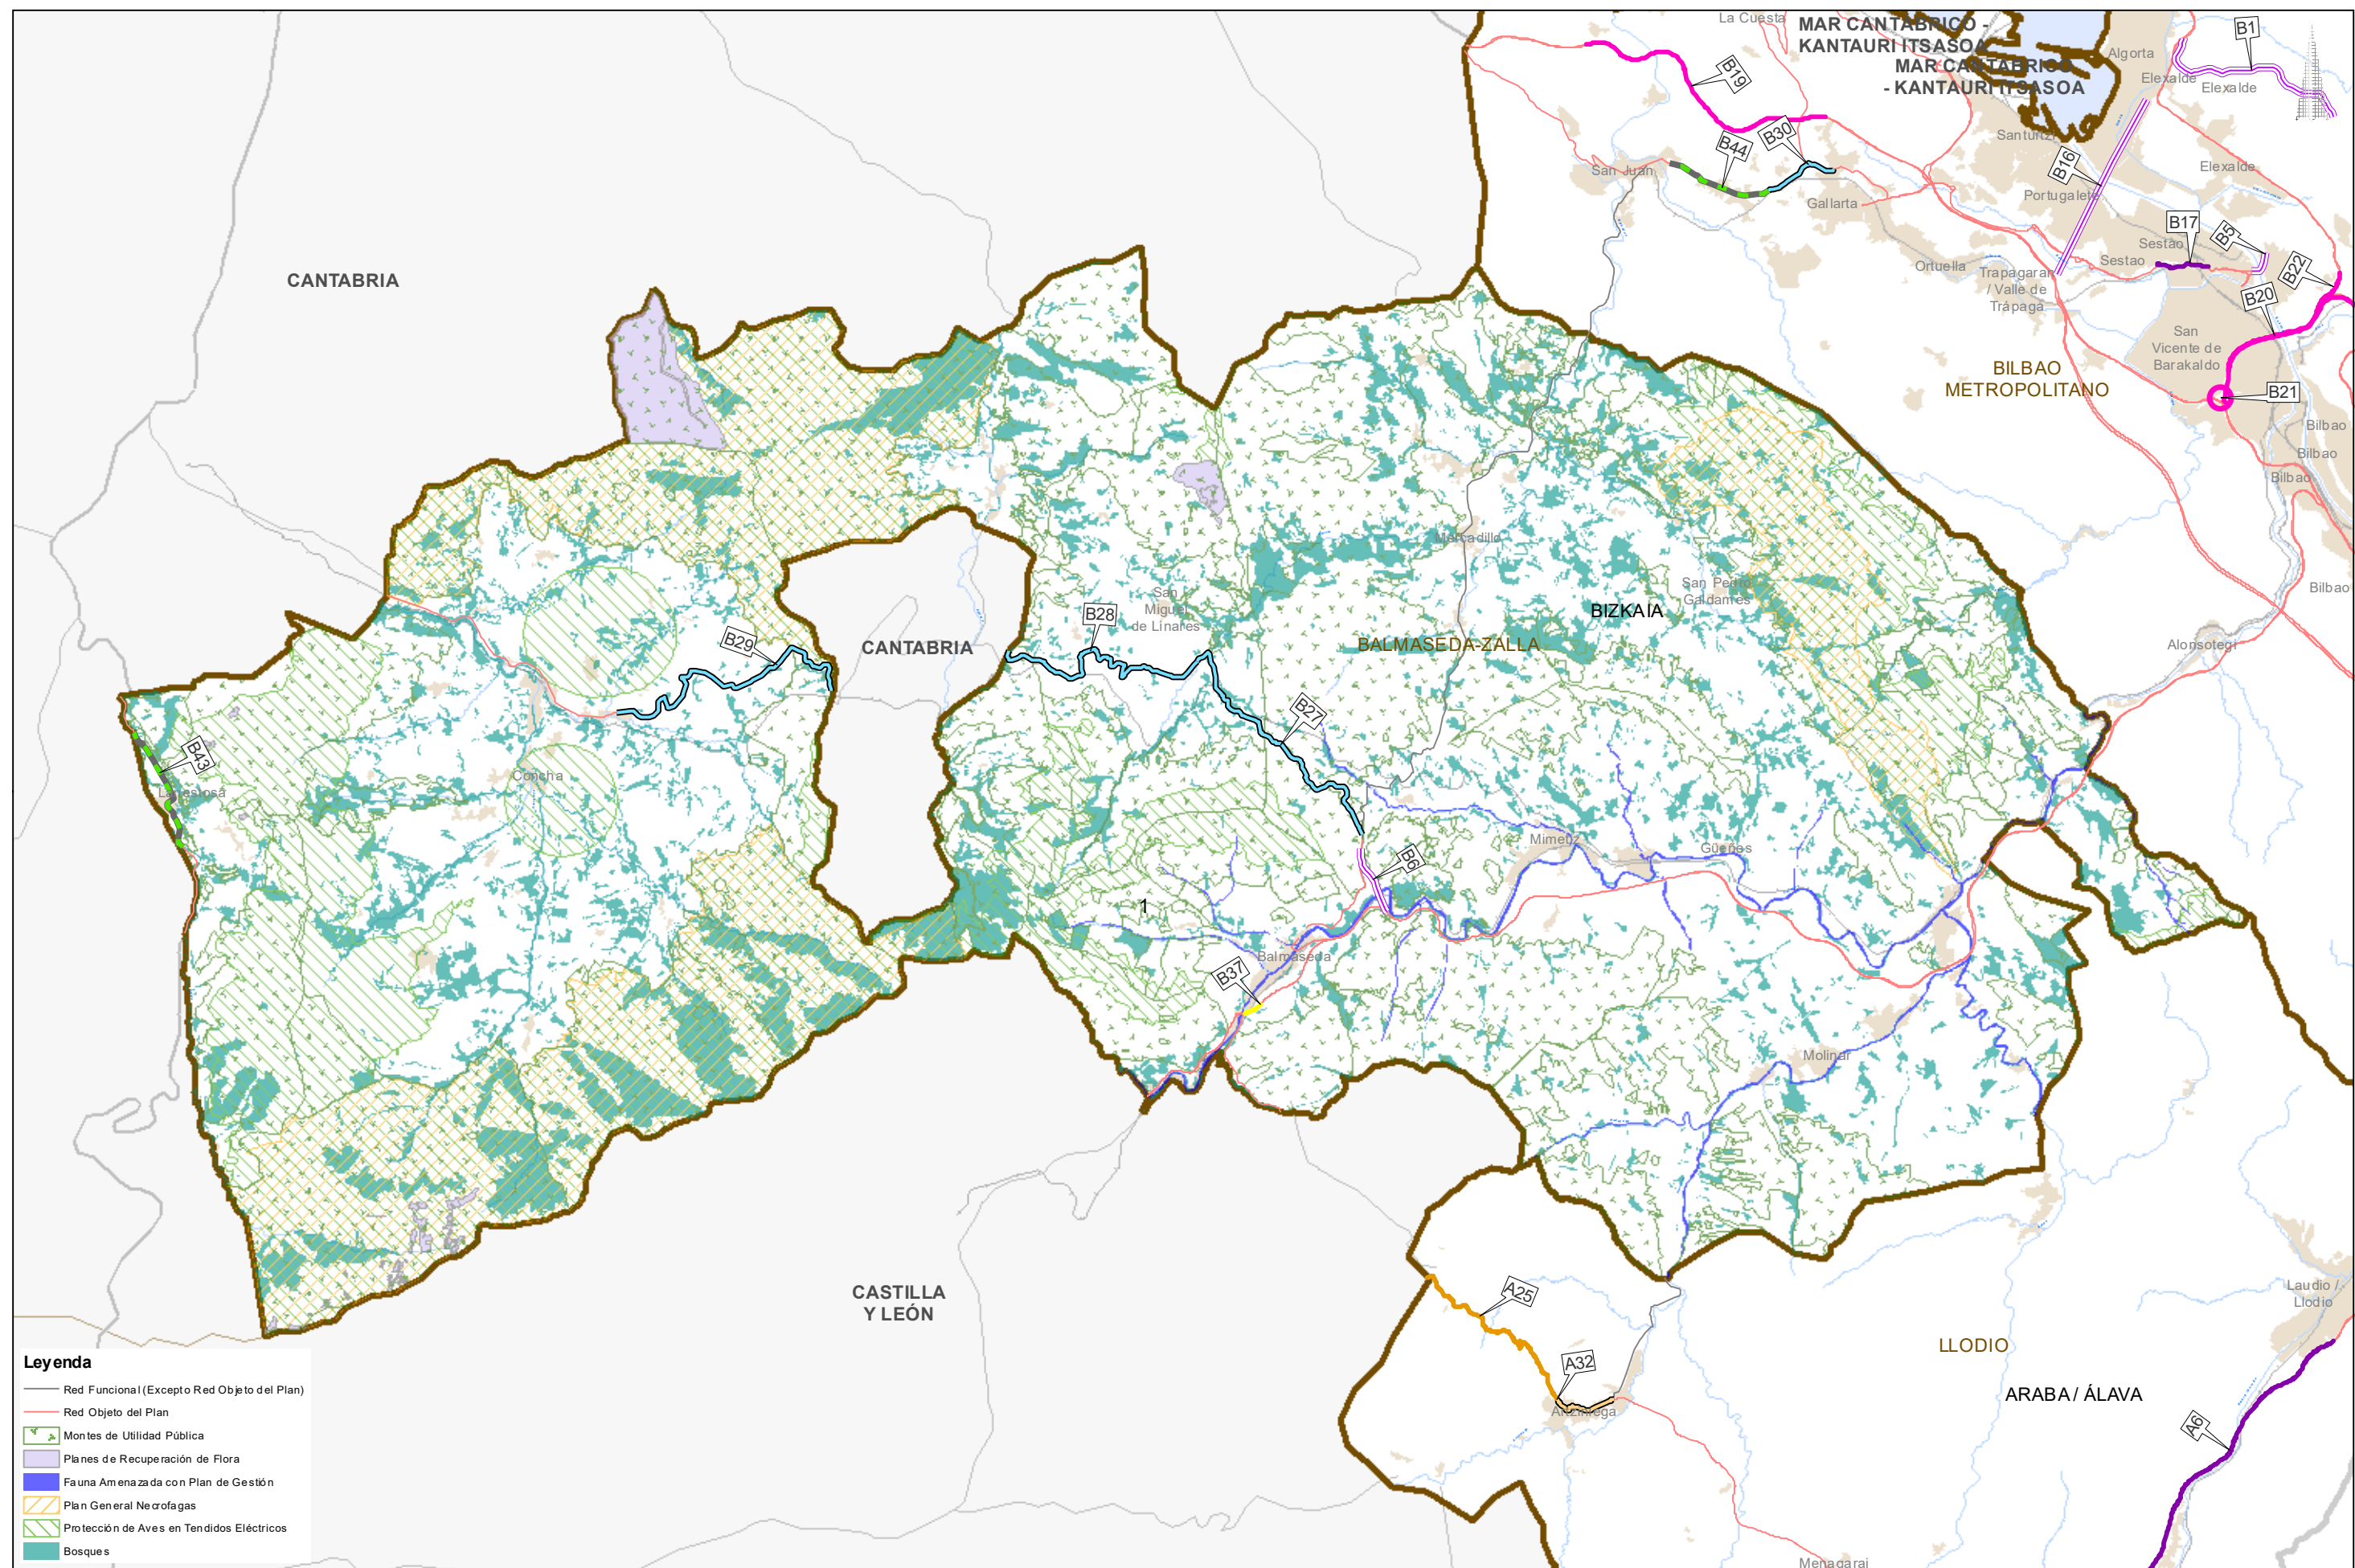 La Cuesta
MAR CANTÁBRICO -
KANTAURI ITSASOA
MAR CANTÁBRICO
- KANTAURI ITSASOA
Algorta
B1
Elexalde
Elexalde
B19
B44
B30
Santurtzi
B16
Elexalde
San Juan
Gallarta
Portugalete
B17
B5
Sestao
Sestao
B22
B20
Ortuella
Trapagaran
/ Valle de
Trápaga
San
Vicente de
Barakaldo
B21
CANTABRIA
BILBAO
METROPOLITANO
Bilbao
Bilbao
Bilbao
Bilbao
Mercadillo
San Pedro
Galdames
BIZKAIA
San
Miguel
de Linares
B28
B29
CANTABRIA
BALMASEDA-ZALLA
Alonsotegi
B27
B43
Lanestosa
Concha
Mimetiz
Güeñes
B6
1
Balmaseda
B37
Molinar
CASTILLA
Y LEÓN
A25
A32
Artziniega
Laudio /
Llodio
LLODIO
ARABA / ÁLAVA
A6
Menagarai
Leyenda
Red Funcional (Excepto Red Objeto del Plan)
Red Objeto del Plan
Montes de Utilidad Pública
Planes de Recuperación de Flora
Fauna Amenazada con Plan de Gestión
Plan General Necrofagas
Protección de Aves en Tendidos Eléctricos
Bosques